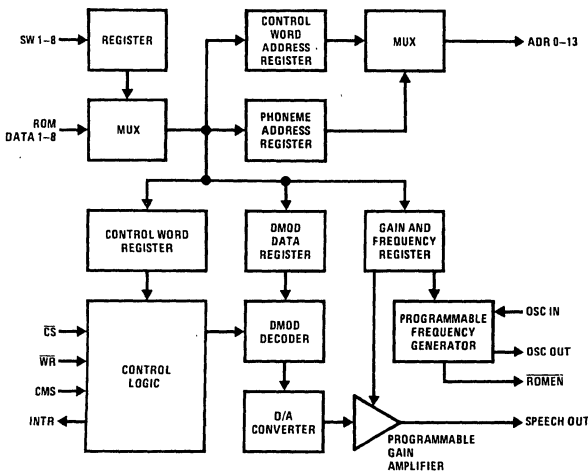 SW 1–8
REGISTER
CONTROL
WORD
ADDRESS
REGISTER
MUX
ADR 0–13
ROM
DATA 1–8
MUX
PHONEME
ADDRESS
REGISTER
CONTROL WORD
REGISTER
DMOD
DATA
REGISTER
GAIN AND
FREQUENCY
REGISTER
CS
WR
CMS
INTR
CONTROL
LOGIC
DMOD
DECODER
PROGRAMMABLE
FREQUENCY
GENERATOR
OSC IN
OSC OUT
ROMEN
D/A
CONVERTER
SPEECH OUT
PROGRAMMABLE
GAIN
AMPLIFIER